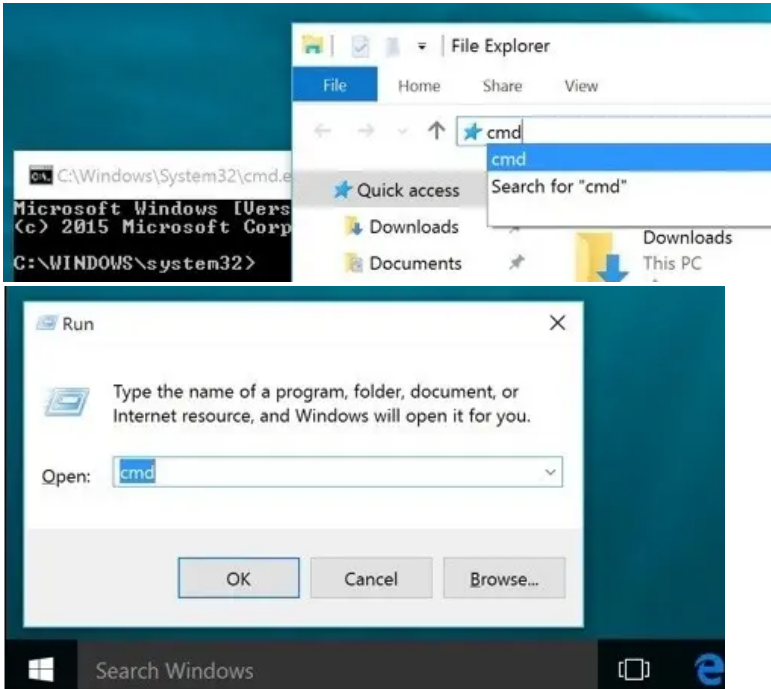 File Explorer
File Home Share View
cmd
cmd
Search for "cmd"
C:\Windows\System32\cmd.e
Microsoft Windows [Vers
(c) 2015 Microsoft Corp
C:\WINDOWS\system32>
Quick access
Downloads
Documents
Downloads
This PC
Run
Type the name of a program, folder, document, or
Internet resource, and Windows will open it for you.
Open: cmd
OK Cancel Browse...
Search Windows